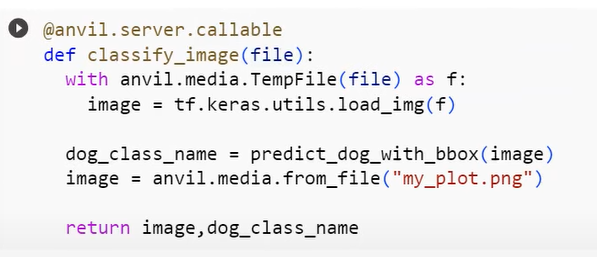 @anvil.server.callable
def classify_image(file):
  with anvil.media.TempFile(file) as f:
    image = tf.keras.utils.load_img(f)

  dog_class_name = predict_dog_with_bbox(image)
  image = anvil.media.from_file("my_plot.png")

  return image,dog_class_name